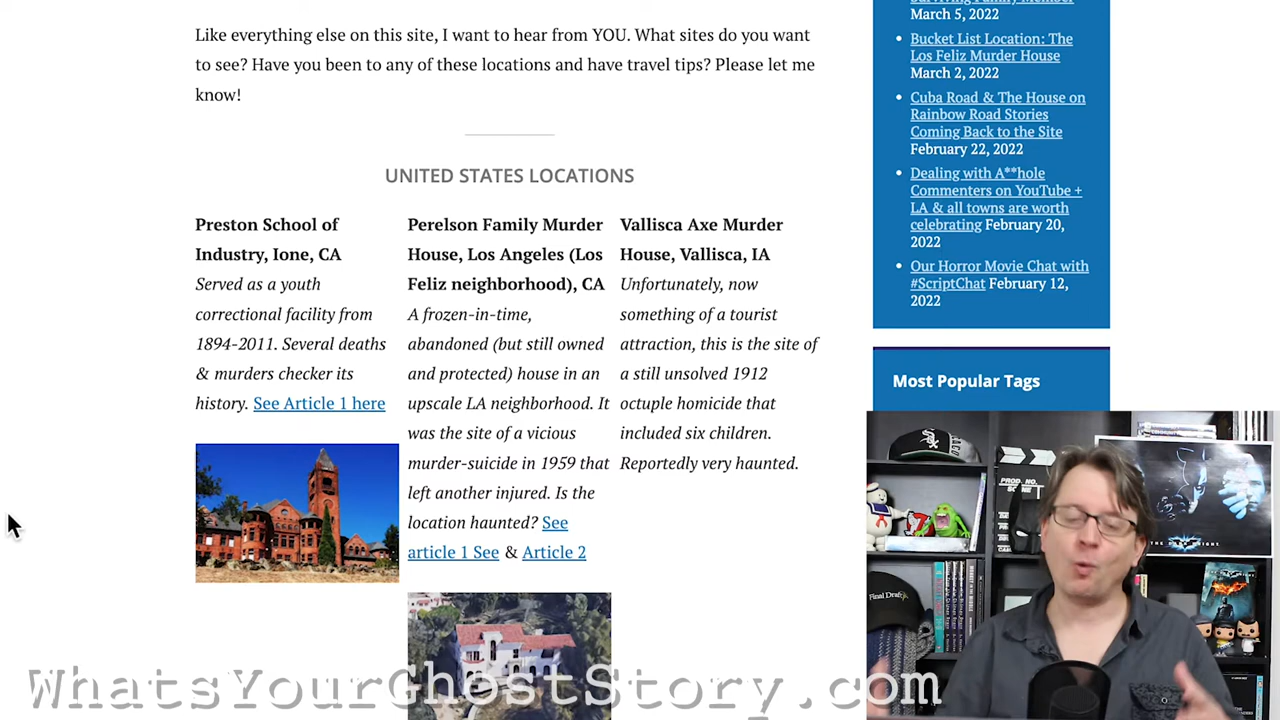 Like everything else on this site, I want to hear from YOU. What sites do you want
to see? Have you been to any of these locations and have travel tips? Please let me
know!
UNITED STATES LOCATIONS
Preston School of
Industry, Ione, CA
Served as a youth
correctional facility from
1894-2011. Several deaths
& murders checker its
history. See Article 1 here
Perelson Family Murder
House, Los Angeles (Los
Feliz neighborhood), CA
A frozen-in-time,
abandoned (but still owned
and protected) house in an
upscale LA neighborhood. It
was the site of a vicious
murder-suicide in 1959 that
left another injured. Is the
location haunted? See
article 1 See & Article 2
Vallisca Axe Murder
House, Vallisca, IA
Unfortunately, now
something of a tourist
attraction, this is the site of
a still unsolved 1912
octuple homicide that
included six children.
Reportedly very haunted.
Surviving Family Member
March 5, 2022
Bucket List Location: The
Los Feliz Murder House
March 2, 2022
Cuba Road & The House on
Rainbow Road Stories
Coming Back to the Site
February 22, 2022
Dealing with A**hole
Commenters on YouTube +
LA & all towns are worth
celebrating February 20,
2022
Our Horror Movie Chat with
#ScriptChat February 12,
2022
Most Popular Tags
PROD. NO.
Final Draft
THE DARK KNIGHT
WhatsYourGhostStory.com